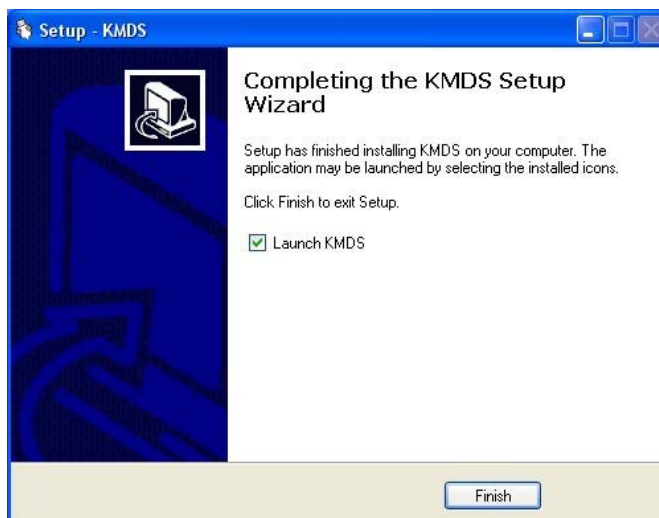 Setup - KMDS
Completing the KMDS Setup
Wizard
Setup has finished installing KMDS on your computer. The
application may be launched by selecting the installed icons.
Click Finish to exit Setup.
Launch KMDS
Finish